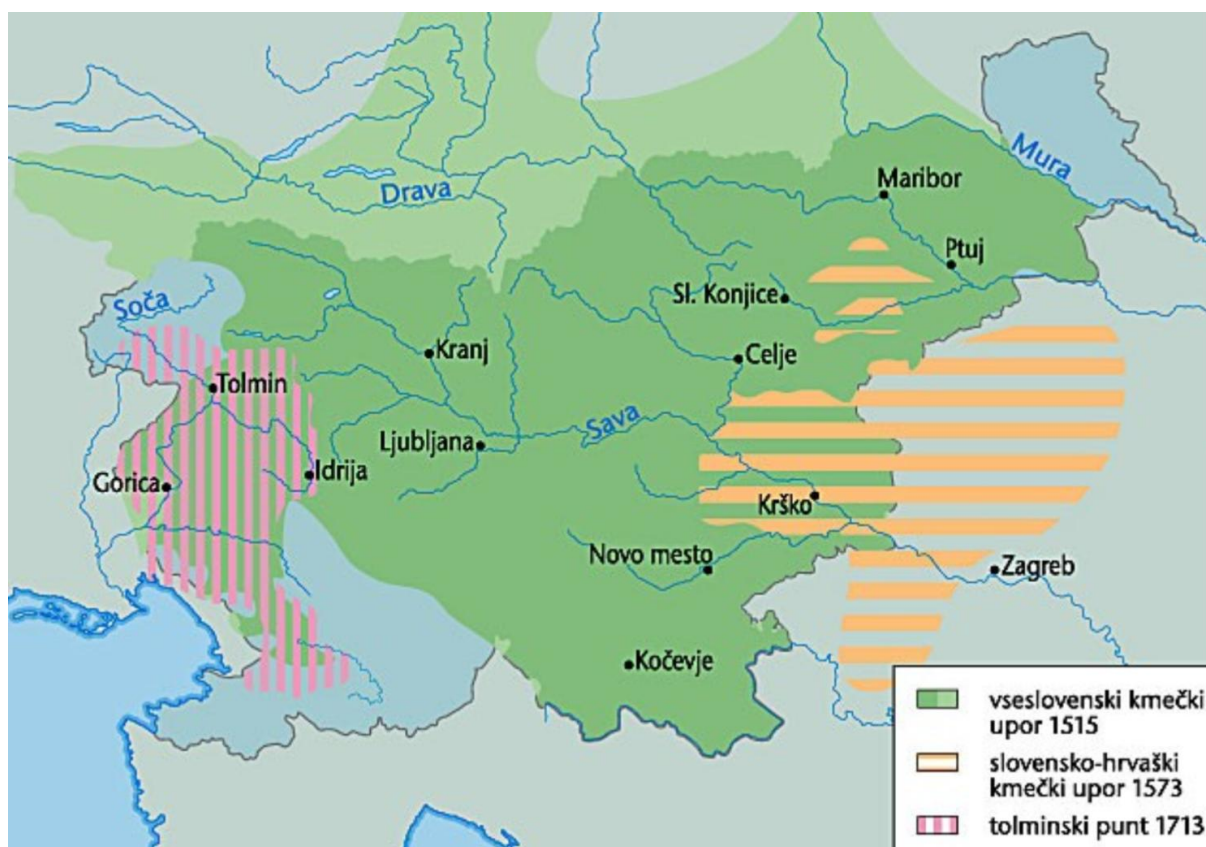 Mura
Maribor
Drava
Ptuj
Sl. Konjice
Soča
Kranj
Celje
Tolmin
Sava
Ljubljana
Idrija
Gorica
Krško
Novo mesto
Zagreb
Kočevje
vseslovenski kmečki
upor 1515
slovensko-hrvaški
kmečki upor 1573
tolminski punt 1713